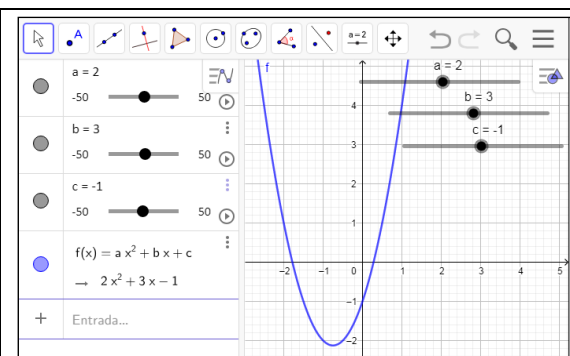 A
α
a=2
a = 2
-50
50
b = 3
-50
50
c = -1
-50
50
f(x) = a x² + b x + c
→ 2 x² + 3 x − 1
+
Entrada...
f
a = 2
b = 3
c = -1
4
3
2
1
−2
−1
0
1
2
3
4
5
−1
−2